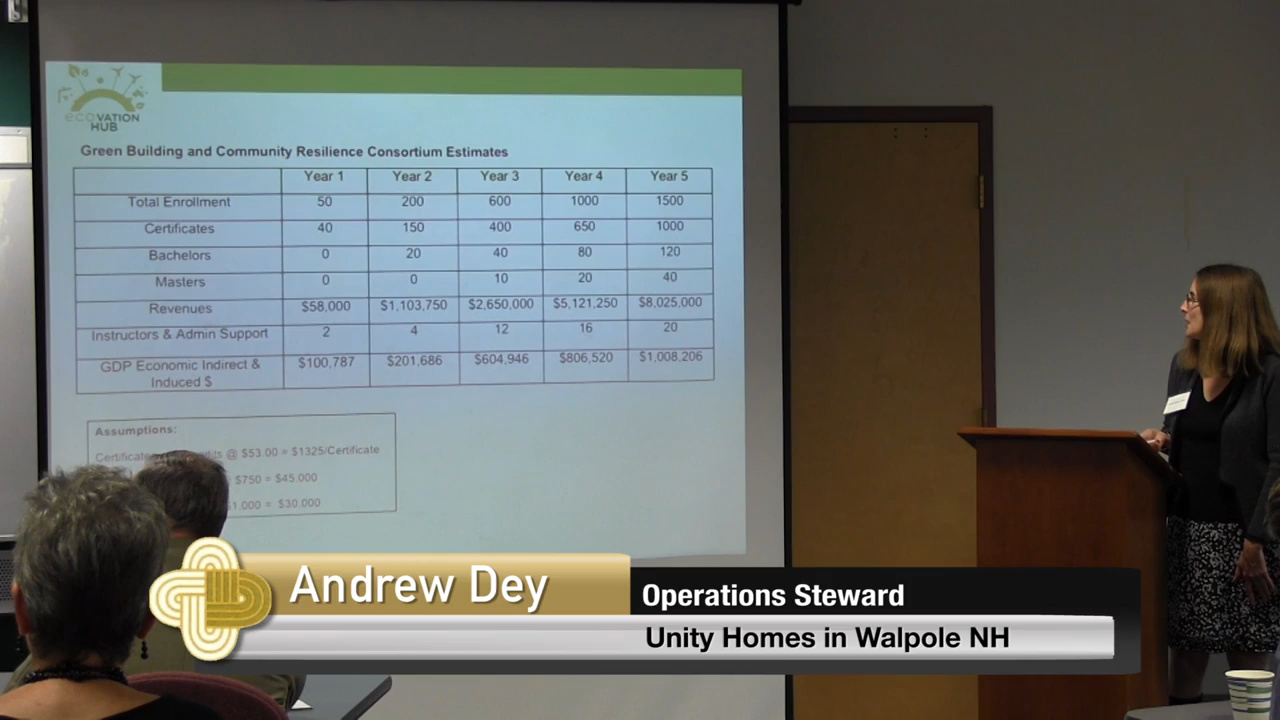 ecOVATION
HUB
Green Building and Community Resilience Consortium Estimates
Year 1 Year 2 Year 3 Year 4 Year 5
Total Enrollment 50 200 600 1000 1500
Certificates 40 150 400 650 1000
Bachelors 0 20 40 80 120
Masters 0 0 10 20 40
Revenues $58,000 $1,103,750 $2,650,000 $5,121,250 $8,025,000
Instructors & Admin Support 2 4 12 16 20
GDP Economic Indirect & $100,787 $201,686 $604,946 $806,520 $1,008,206
Induced $
Assumptions:
Certificate @ $53.00 = $1325/Certificate
$750 = $45,000
= $30,000
Andrew Dey
Operations Steward
Unity Homes in Walpole NH